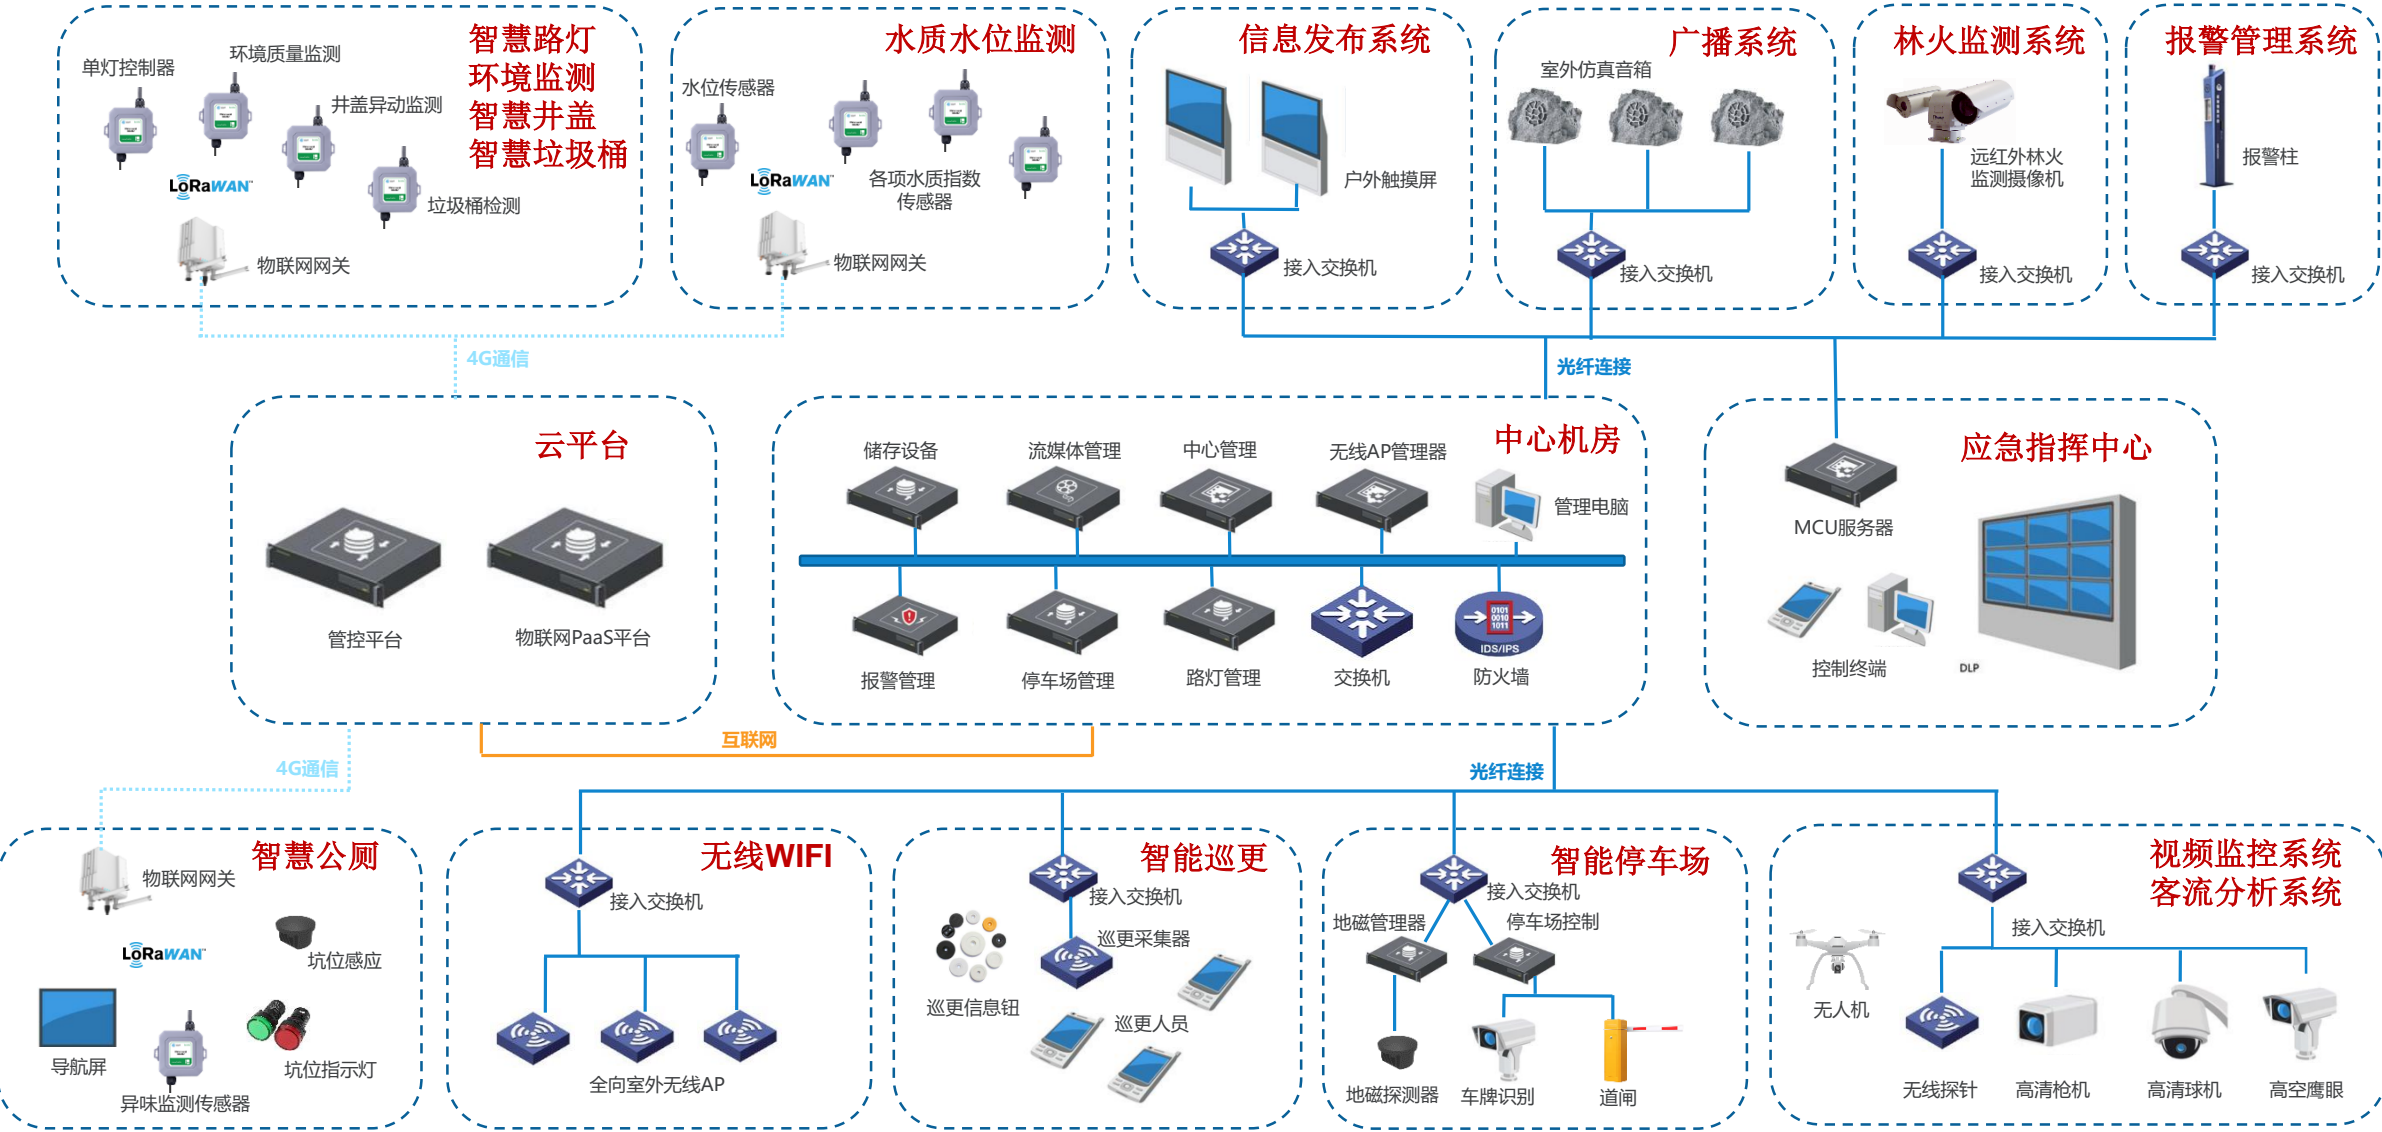 智慧路灯
环境监测
智慧井盖
智慧垃圾桶
单灯控制器
环境质量监测
井盖异动监测
垃圾桶检测
LoRaWAN™
物联网网关
水质水位监测
水位传感器
LoRaWAN™
各项水质指数
传感器
物联网网关
信息发布系统
户外触摸屏
接入交换机
广播系统
室外仿真音箱
接入交换机
林火监测系统
远红外林火
监测摄像机
接入交换机
报警管理系统
报警柱
接入交换机
4G通信
光纤连接
云平台
管控平台
物联网PaaS平台
中心机房
储存设备
流媒体管理
中心管理
无线AP管理器
管理电脑
报警管理
停车场管理
路灯管理
交换机
0101
0010
1011
IDS/IPS
防火墙
应急指挥中心
MCU服务器
控制终端
DLP
互联网
4G通信
光纤连接
智慧公厕
物联网网关
LoRaWAN™
坑位感应
导航屏
异味监测传感器
坑位指示灯
无线WIFI
接入交换机
全向室外无线AP
智能巡更
接入交换机
巡更采集器
巡更信息钮
巡更人员
智能停车场
接入交换机
地磁管理器
停车场控制
地磁探测器
车牌识别
道闸
视频监控系统
客流分析系统
接入交换机
无人机
无线探针
高清枪机
高清球机
高空鹰眼